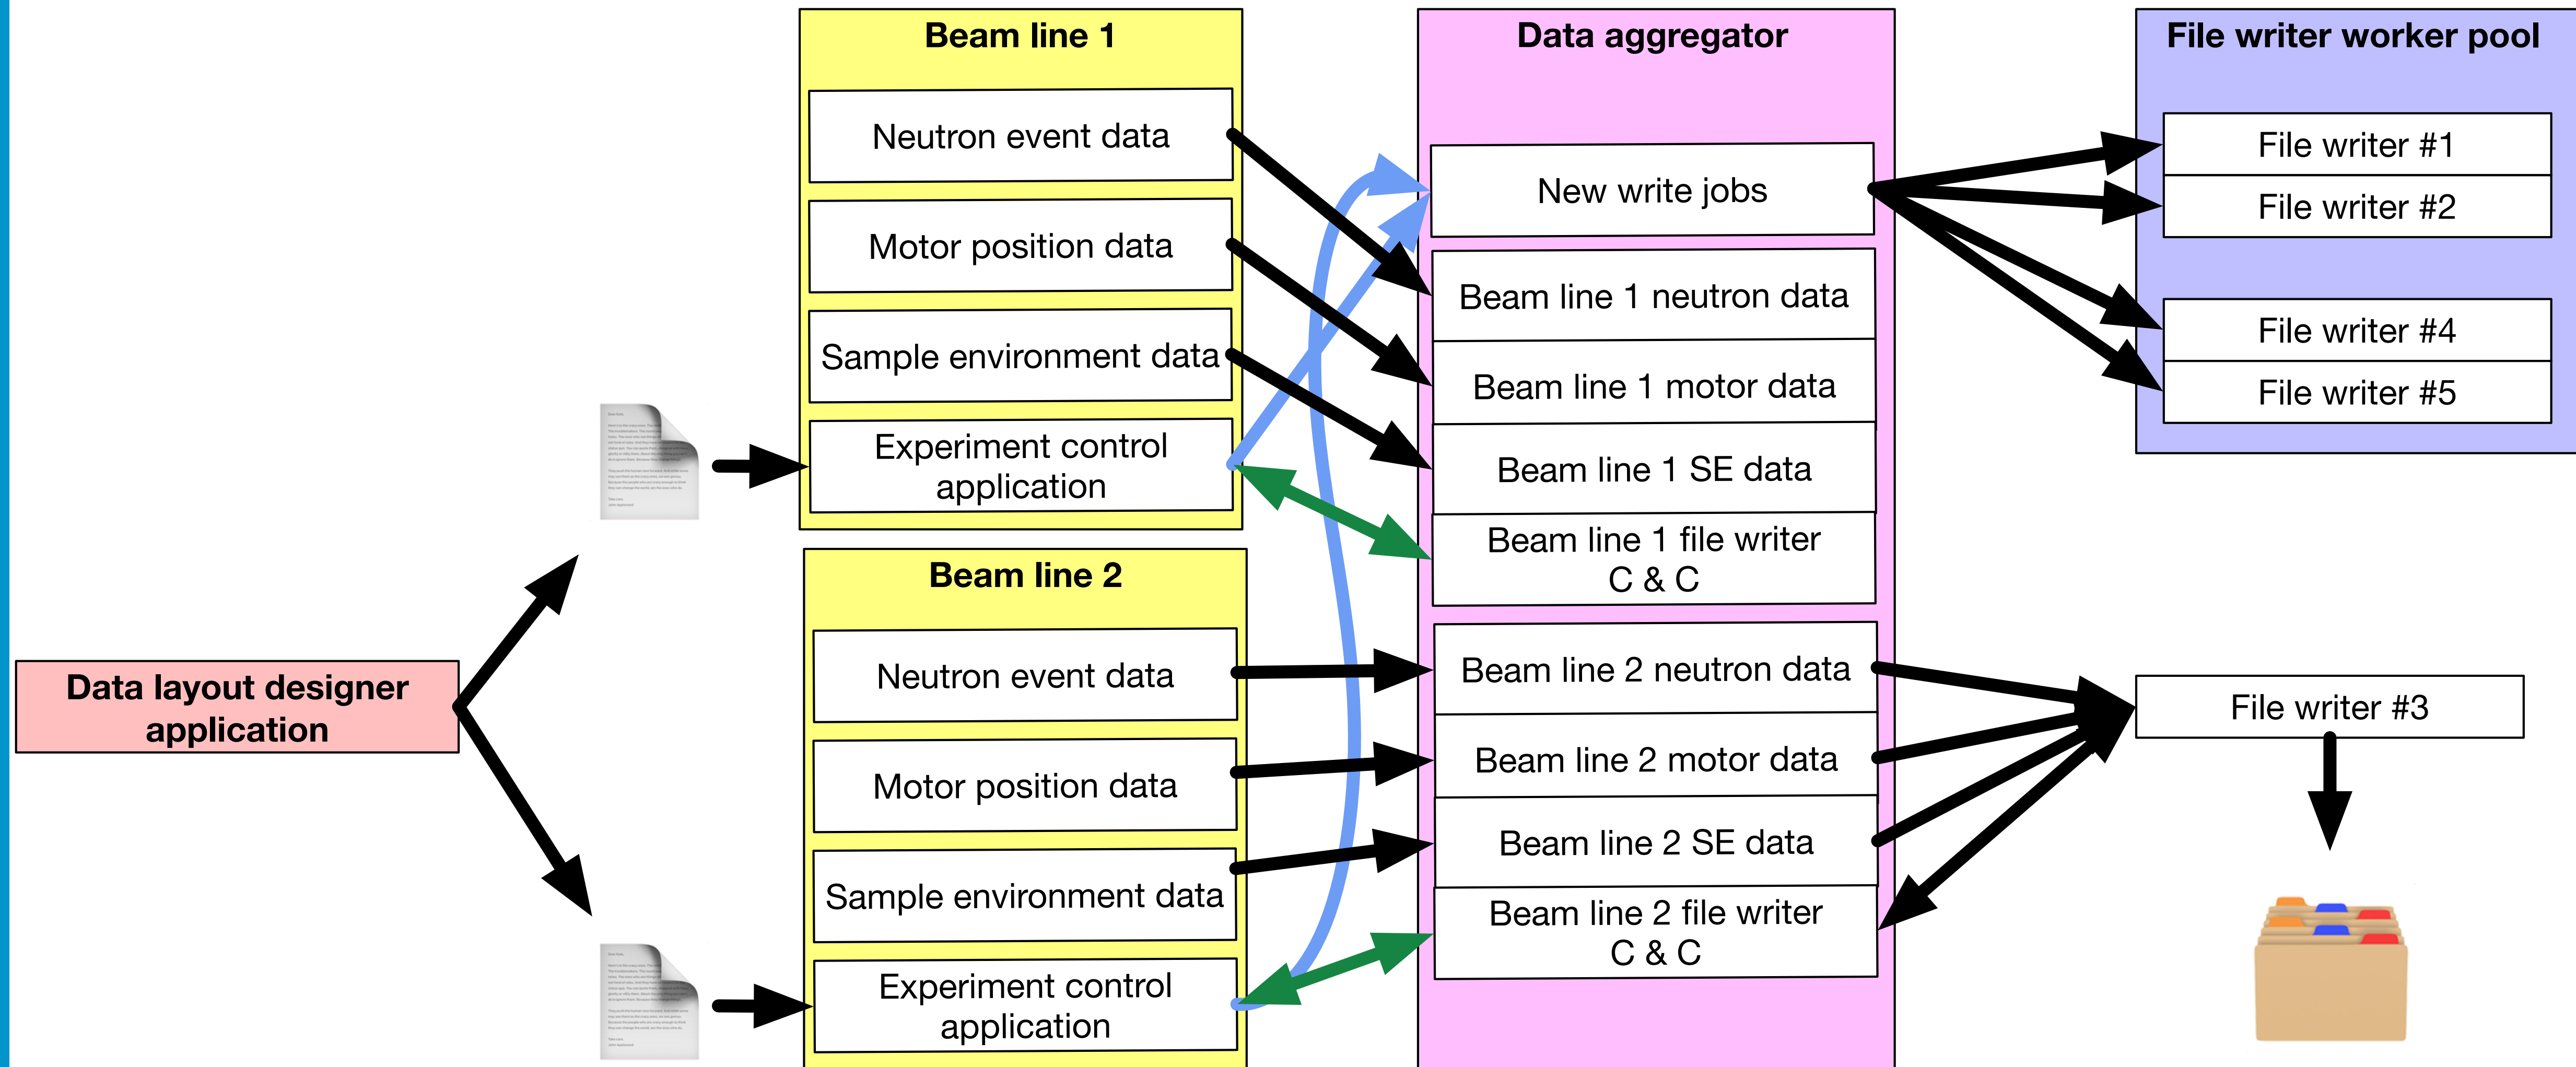 Beam line 1
Neutron event data
Motor position data
Sample environment data
Experiment control
application
Beam line 2
Neutron event data
Motor position data
Sample environment data
Experiment control
application
Data layout designer
application
Data aggregator
New write jobs
Beam line 1 neutron data
Beam line 1 motor data
Beam line 1 SE data
Beam line 1 file writer
C & C
Beam line 2 neutron data
Beam line 2 motor data
Beam line 2 SE data
Beam line 2 file writer
C & C
File writer worker pool
File writer #1
File writer #2
File writer #4
File writer #5
File writer #3